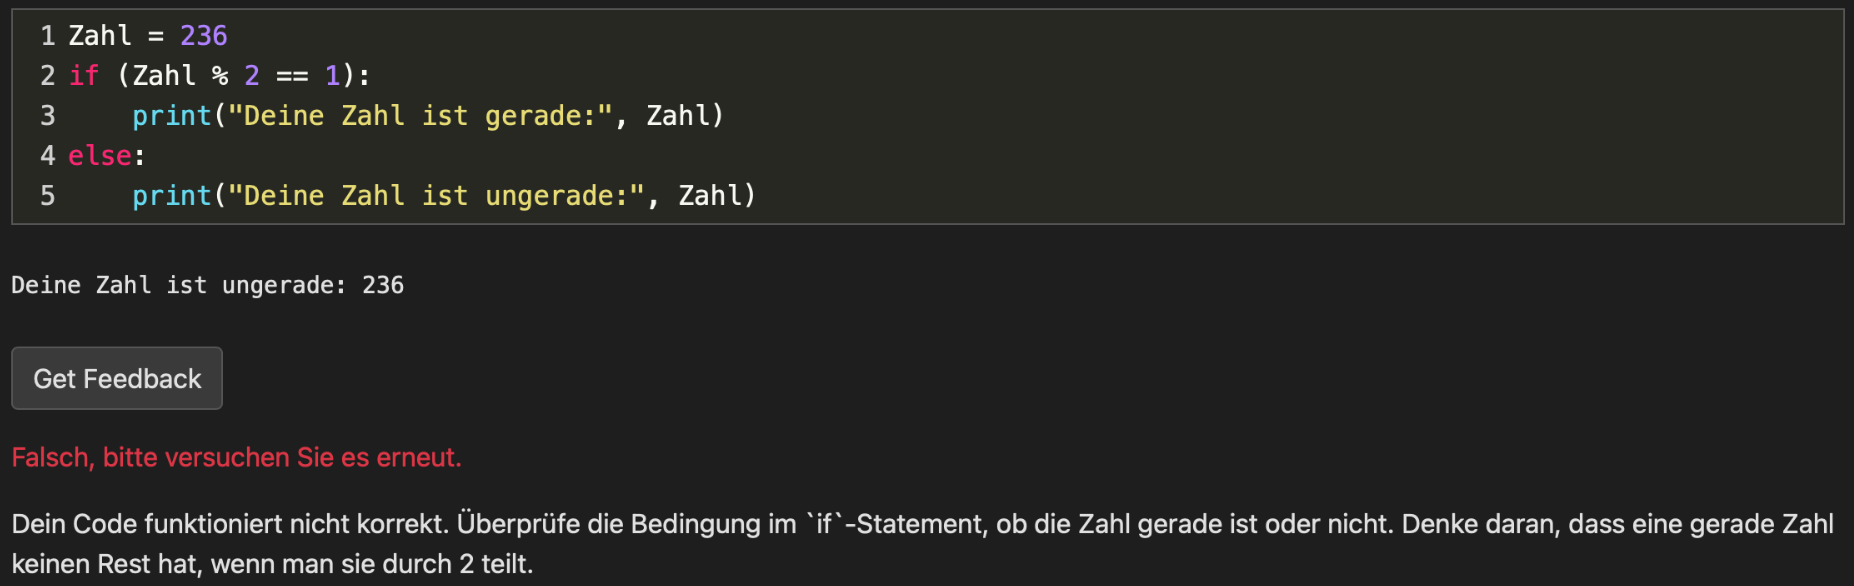 1 Zahl = 236
2 if (Zahl % 2 == 1):
3     print("Deine Zahl ist gerade:", Zahl)
4 else:
5     print("Deine Zahl ist ungerade:", Zahl)
Deine Zahl ist ungerade: 236
Get Feedback
Falsch, bitte versuchen Sie es erneut.
Dein Code funktioniert nicht korrekt. Überprüfe die Bedingung im `if`-Statement, ob die Zahl gerade ist oder nicht. Denke daran, dass eine gerade Zahl
keinen Rest hat, wenn man sie durch 2 teilt.